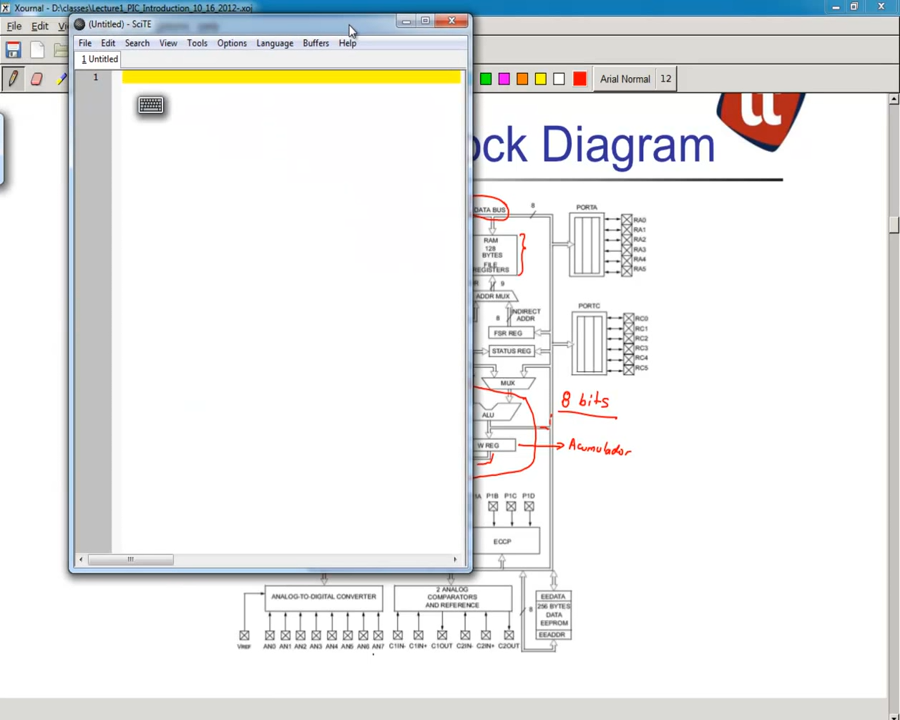 Xournal - D:\classes\Lecture1_PIC_Introduction_10_16_2012-.xoj
(Untitled) - SciTE
File Edit
File Edit Search View Tools Options Language Buffers Help
1 Untitled
1
Arial Normal 12
ock Diagram
DATA BUS
8
PORTA
RA0
RA1
RA2
RA3
RA4
RA5
RAM
128
BYTES
FILE
REGISTERS
9
ADDR MUX
8
INDIRECT
ADDR
FSR REG
STATUS REG
PORTC
RC0
RC1
RC2
RC3
RC4
RC5
MUX
ALU
8 bits
W REG
Acumulador
P1B P1C P1D
ECCP
ANALOG-TO-DIGITAL CONVERTER
2 ANALOG
COMPARATORS
AND REFERENCE
8
EEDATA
256 BYTES
DATA
EEPROM
EEADDR
VREF AN0 AN1 AN2 AN3 AN4 AN5 AN6 AN7 C1IN- C1IN+ C1OUT C2IN- C2IN+ C2OUT